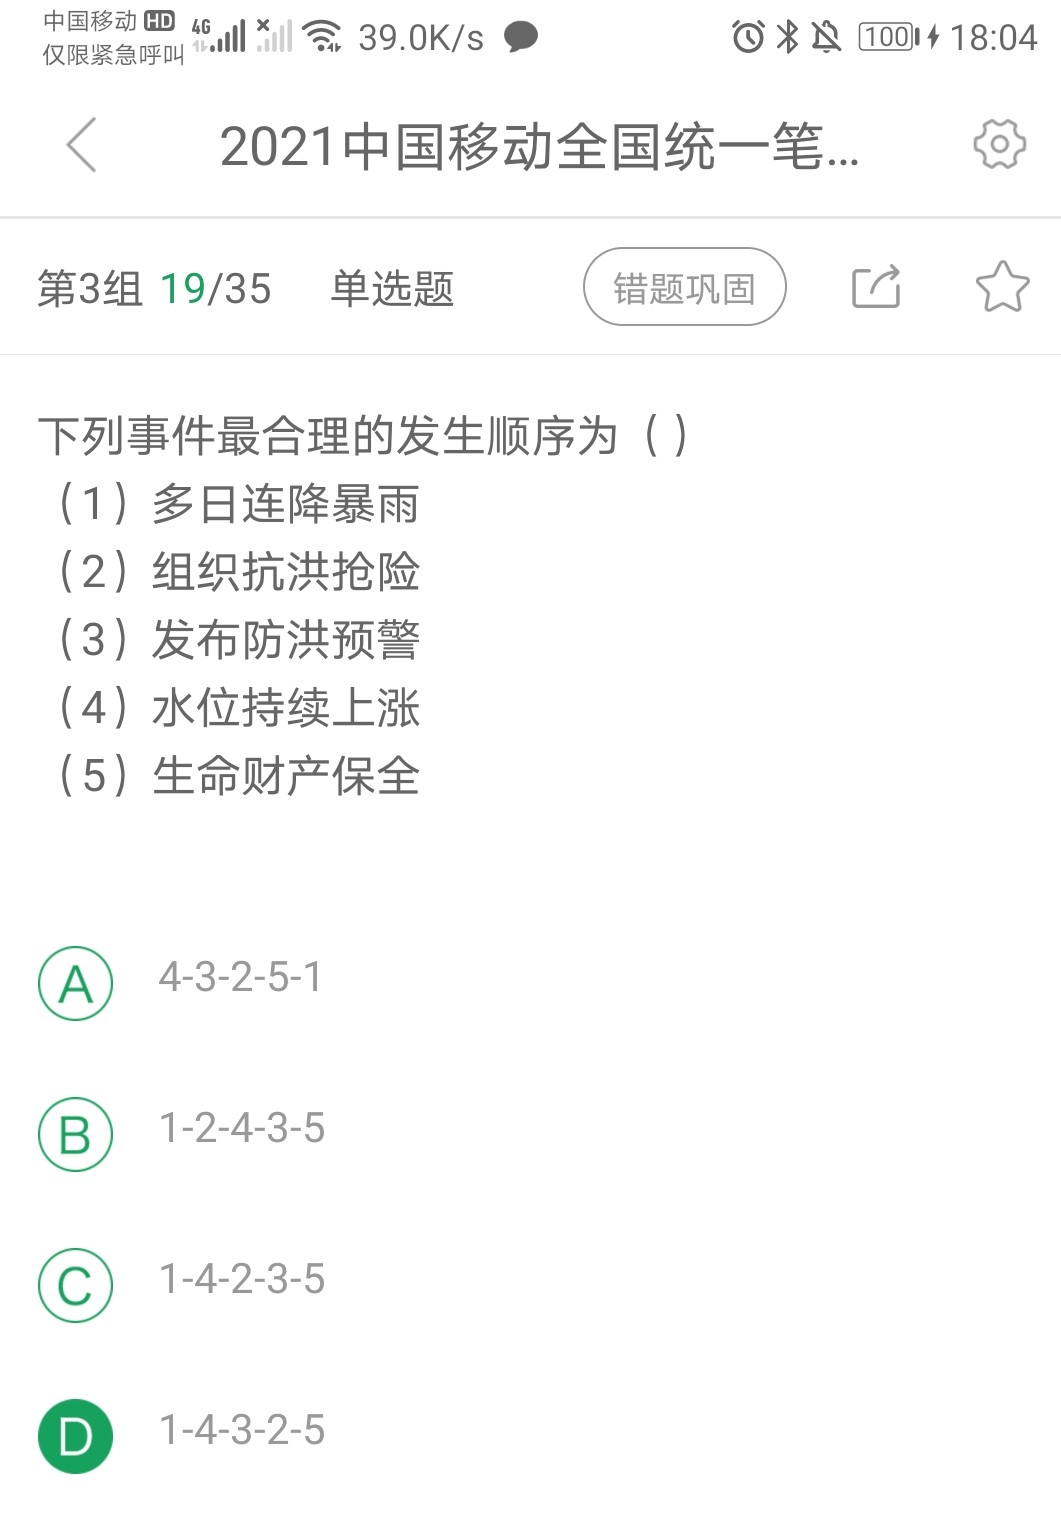 中国移动 HD 4G 39.0K/s 100 18:04
仅限紧急呼叫
2021中国移动全国统一笔...
第3组 19/35 单选题 错题巩固
下列事件最合理的发生顺序为（）
（1）多日连降暴雨
（2）组织抗洪抢险
（3）发布防洪预警
（4）水位持续上涨
（5）生命财产保全
A 4-3-2-5-1
B 1-2-4-3-5
C 1-4-2-3-5
D 1-4-3-2-5